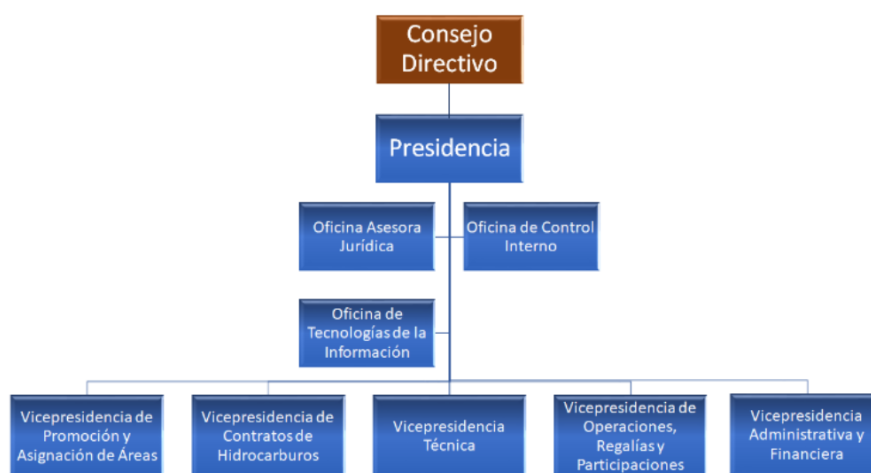 Consejo
Directivo
Presidencia
Oficina Asesora
Jurídica
Oficina de Control
Interno
Oficina de
Tecnologías de la
Información
Vicepresidencia de
Promoción y
Asignación de Áreas
Vicepresidencia de
Contratos de
Hidrocarburos
Vicepresidencia
Técnica
Vicepresidencia de
Operaciones,
Regalías y
Participaciones
Vicepresidencia
Administrativa y
Financiera